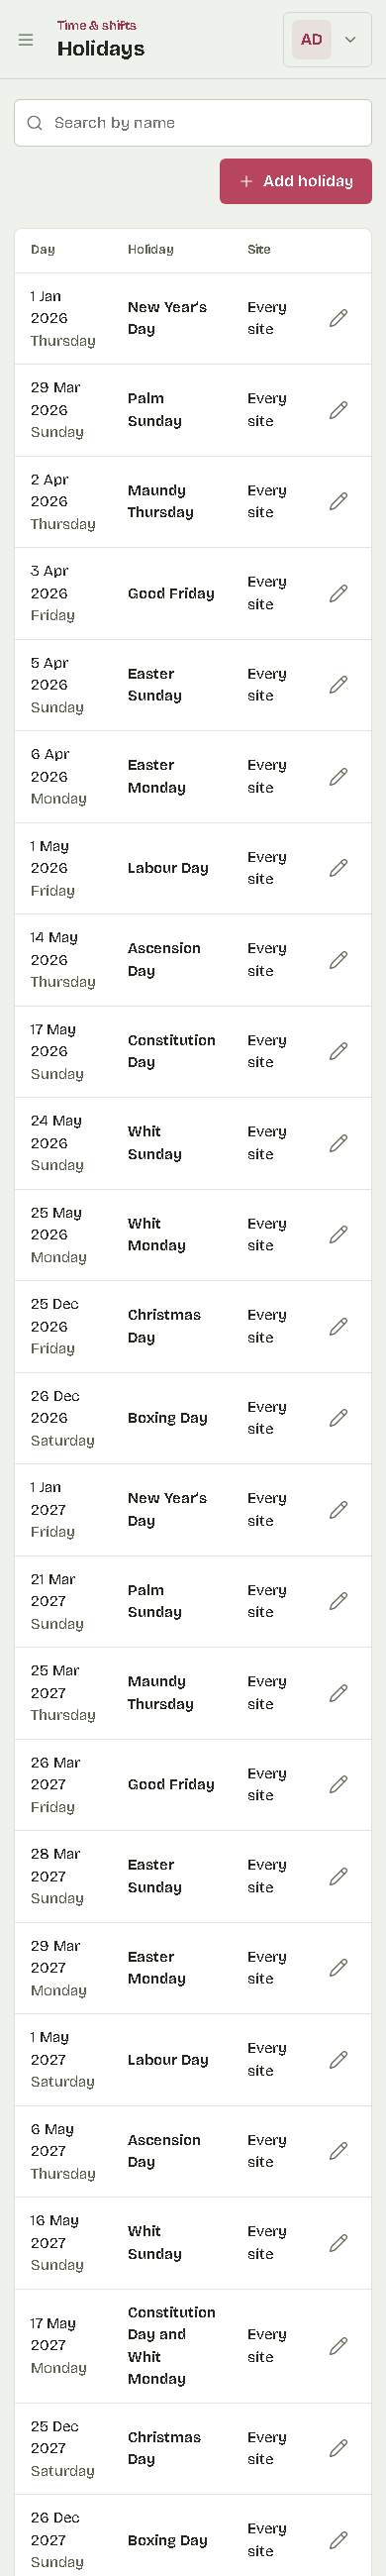 Time & shifts
Holidays
AD
Search by name
Add holiday
Day Holiday Site
1 Jan
2026
Thursday
New Year's
Day
Every
site
29 Mar
2026
Sunday
Palm
Sunday
Every
site
2 Apr
2026
Thursday
Maundy
Thursday
Every
site
3 Apr
2026
Friday
Good Friday
Every
site
5 Apr
2026
Sunday
Easter
Sunday
Every
site
6 Apr
2026
Monday
Easter
Monday
Every
site
1 May
2026
Friday
Labour Day
Every
site
14 May
2026
Thursday
Ascension
Day
Every
site
17 May
2026
Sunday
Constitution
Day
Every
site
24 May
2026
Sunday
Whit
Sunday
Every
site
25 May
2026
Monday
Whit
Monday
Every
site
25 Dec
2026
Friday
Christmas
Day
Every
site
26 Dec
2026
Saturday
Boxing Day
Every
site
1 Jan
2027
Friday
New Year's
Day
Every
site
21 Mar
2027
Sunday
Palm
Sunday
Every
site
25 Mar
2027
Thursday
Maundy
Thursday
Every
site
26 Mar
2027
Friday
Good Friday
Every
site
28 Mar
2027
Sunday
Easter
Sunday
Every
site
29 Mar
2027
Monday
Easter
Monday
Every
site
1 May
2027
Saturday
Labour Day
Every
site
6 May
2027
Thursday
Ascension
Day
Every
site
16 May
2027
Sunday
Whit
Sunday
Every
site
17 May
2027
Monday
Constitution
Day and
Whit
Monday
Every
site
25 Dec
2027
Saturday
Christmas
Day
Every
site
26 Dec
2027
Sunday
Boxing Day
Every
site